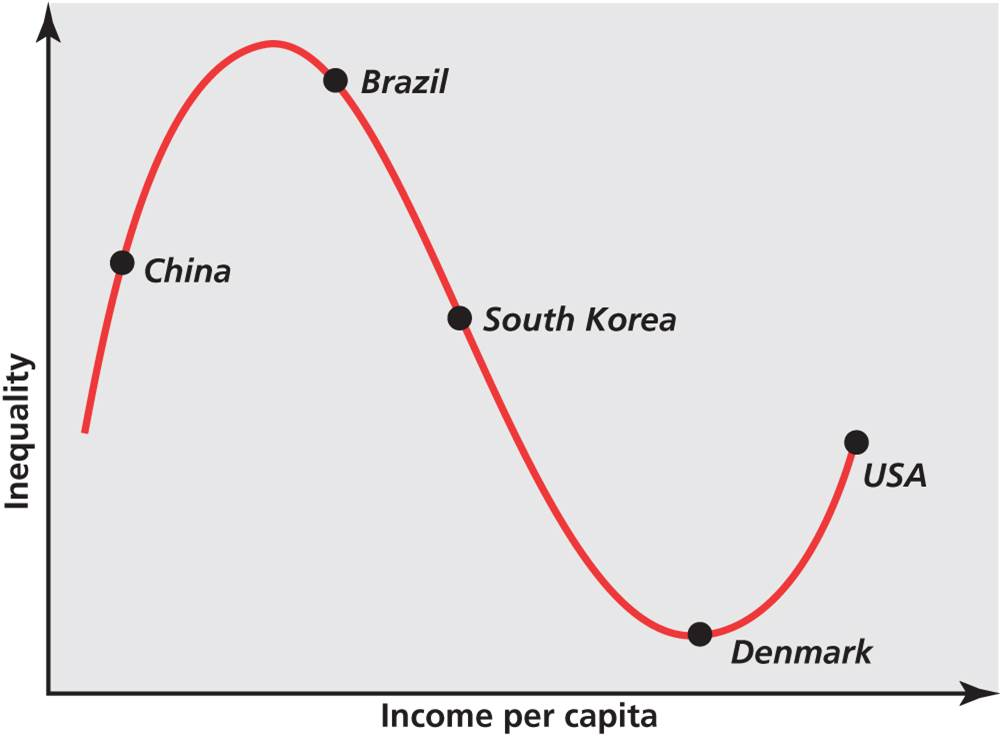 Brazil
China
South Korea
Inequality
USA
Denmark
Income per capita